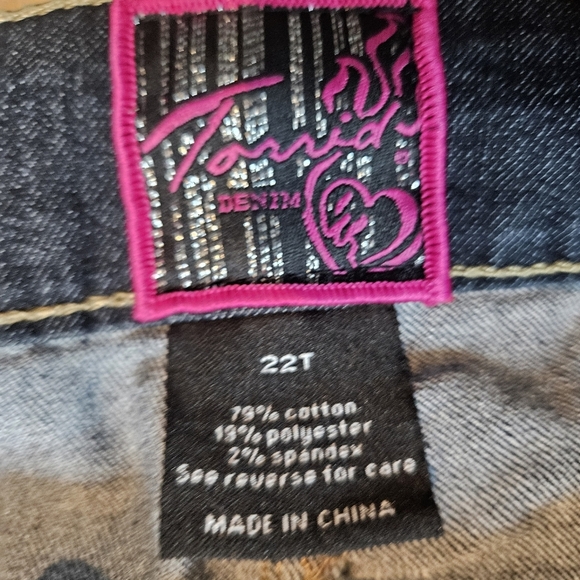 Torrid
DENIM
22T
79% cotton
19% polyester
2% spandex
See reverse for care
MADE IN CHINA